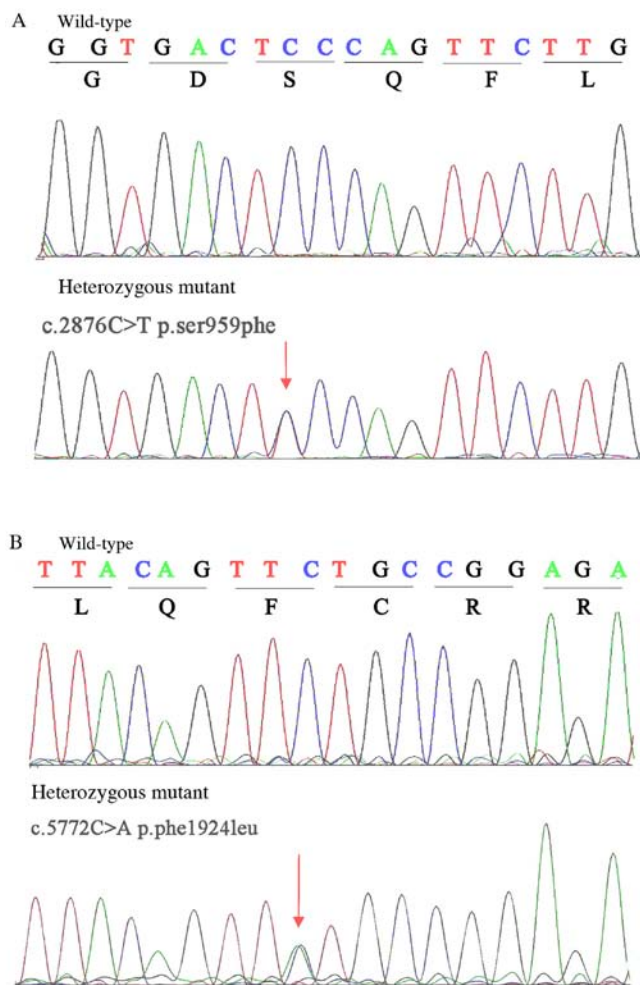 A
Wild-type
G G T G A C T C C C A G T T C T T G
G D S Q F L
Heterozygous mutant
c.2876C>T p.ser959phe
B
Wild-type
T T A C A G T T C T G C C G G A G A
L Q F C R R
Heterozygous mutant
c.5772C>A p.phe1924leu